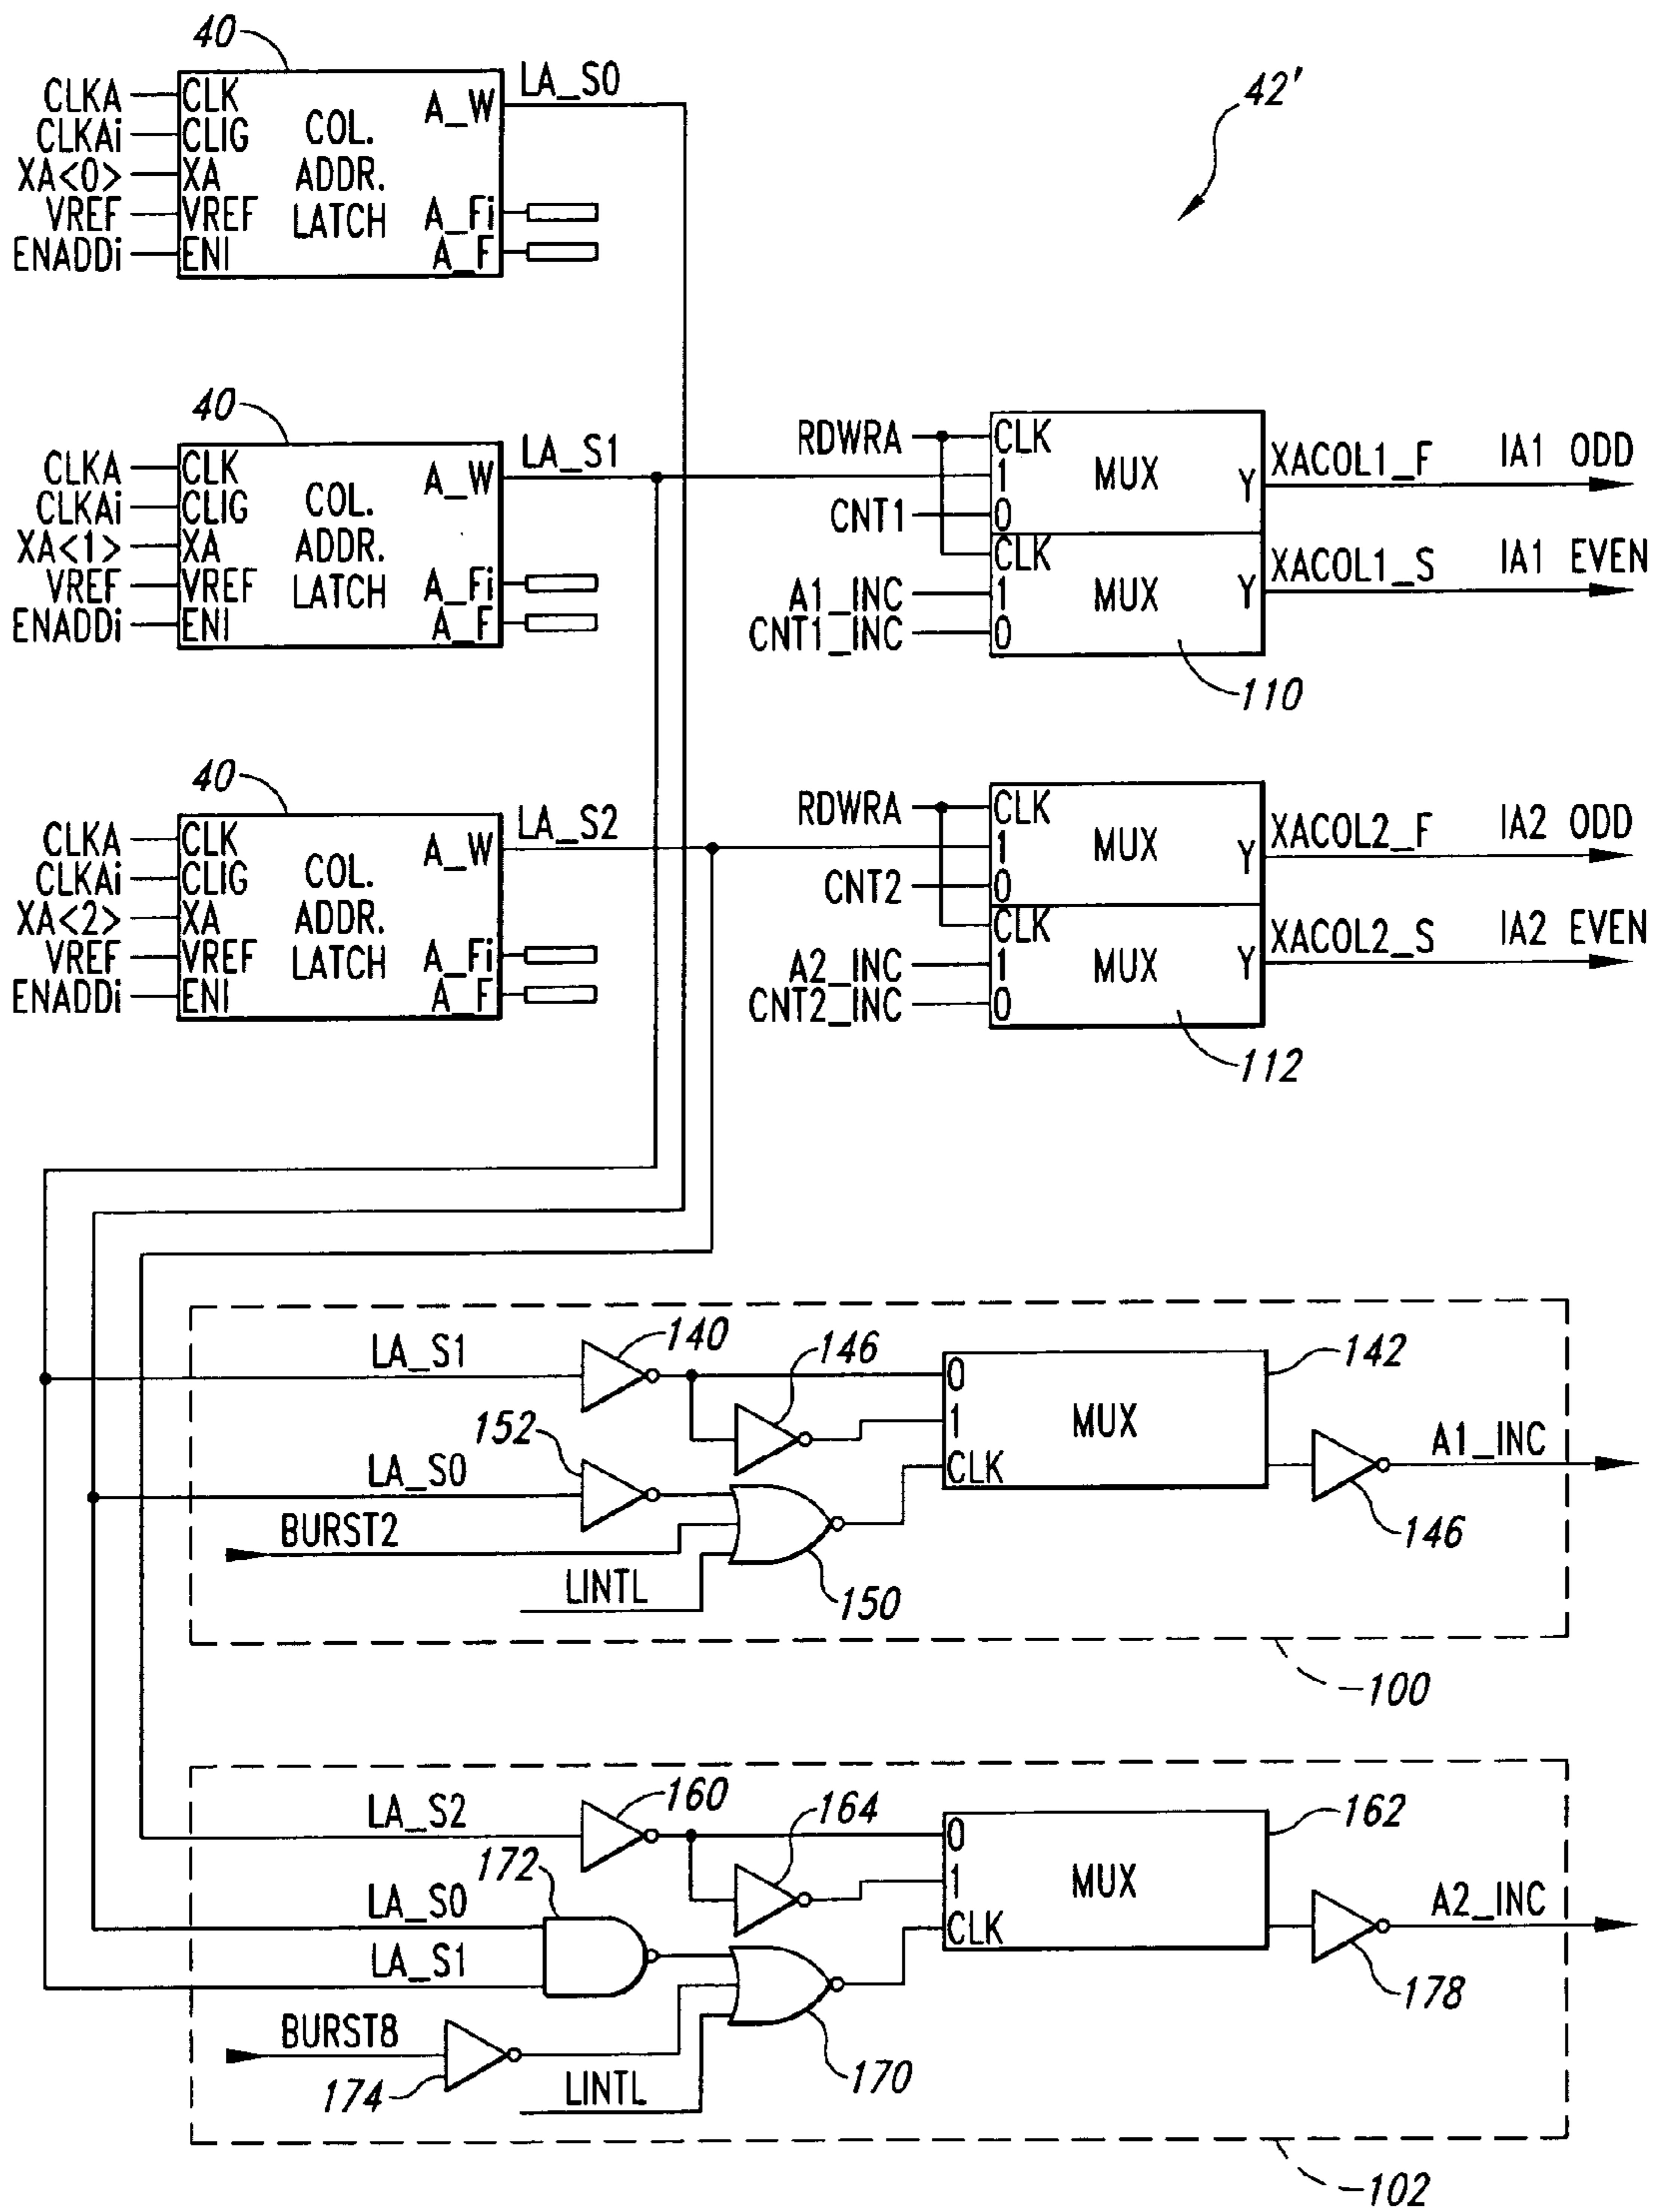 40
CLKA
CLKAi
XA<0>
VREF
ENADDi
CLK
CLIG
XA
VREF
ENI
COL.
ADDR.
LATCH
A_W
A_Fi
A_F
LA_S0
42'
40
CLKA
CLKAi
XA<1>
VREF
ENADDi
CLK
CLIG
XA
VREF
ENI
COL.
ADDR.
LATCH
A_W
A_Fi
A_F
LA_S1
RDWRA
CNT1
A1_INC
CNT1_INC
CLK
1
0
MUX
Y
CLK
1
0
MUX
Y
XACOL1_F IA1 ODD
XACOL1_S IA1 EVEN
110
40
CLKA
CLKAi
XA<2>
VREF
ENADDi
CLK
CLIG
XA
VREF
ENI
COL.
ADDR.
LATCH
A_W
A_Fi
A_F
LA_S2
RDWRA
CNT2
A2_INC
CNT2_INC
CLK
1
0
MUX
Y
CLK
1
0
MUX
Y
XACOL2_F IA2 ODD
XACOL2_S IA2 EVEN
112
LA_S1
140
146
0
1
CLK
MUX
142
152
LA_S0
BURST2
LINTL
150
A1_INC
146
100
LA_S2
160
164
0
1
CLK
MUX
162
172
LA_S0
LA_S1
BURST8
174
LINTL
170
A2_INC
178
102